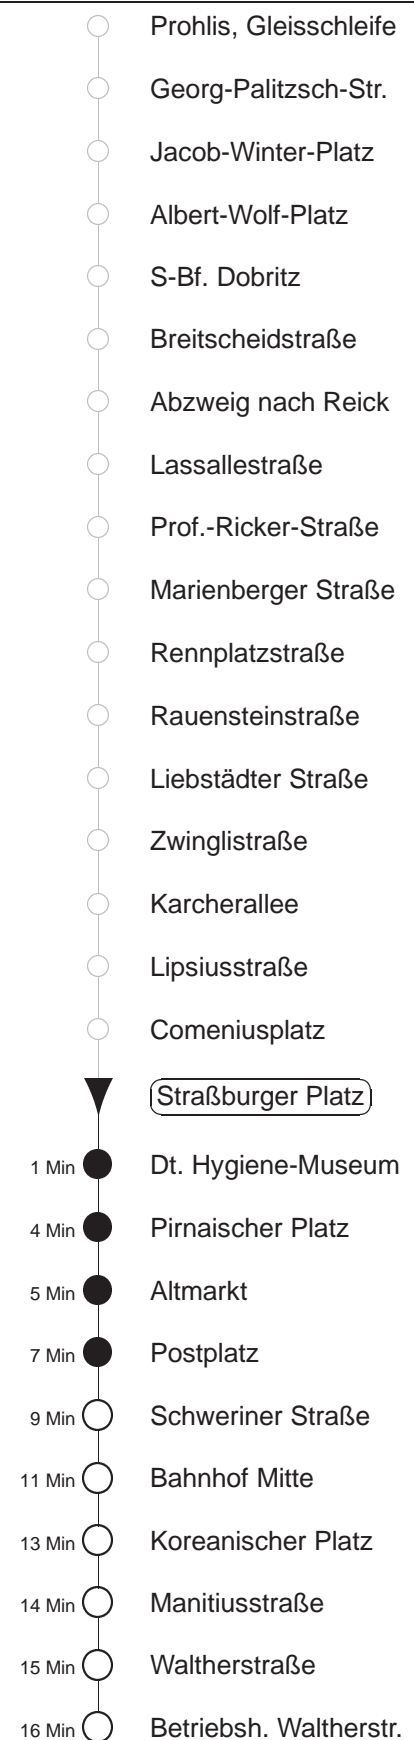 Prohlis, Gleisschleife
Georg-Palitzsch-Str.
Jacob-Winter-Platz
Albert-Wolf-Platz
S-Bf. Dobritz
Breitscheidstraße
Abzweig nach Reick
Lassallestraße
Prof.-Ricker-Straße
Marienberger Straße
Rennplatzstraße
Rauensteinstraße
Liebstädter Straße
Zwinglistraße
Karcherallee
Lipsiusstraße
Comeniusplatz
Straßburger Platz
1 Min Dt. Hygiene-Museum
4 Min Pirnaischer Platz
5 Min Altmarkt
7 Min Postplatz
9 Min Schweriner Straße
11 Min Bahnhof Mitte
13 Min Koreanischer Platz
14 Min Manitiusstraße
15 Min Waltherstraße
16 Min Betriebsh. Waltherstr.